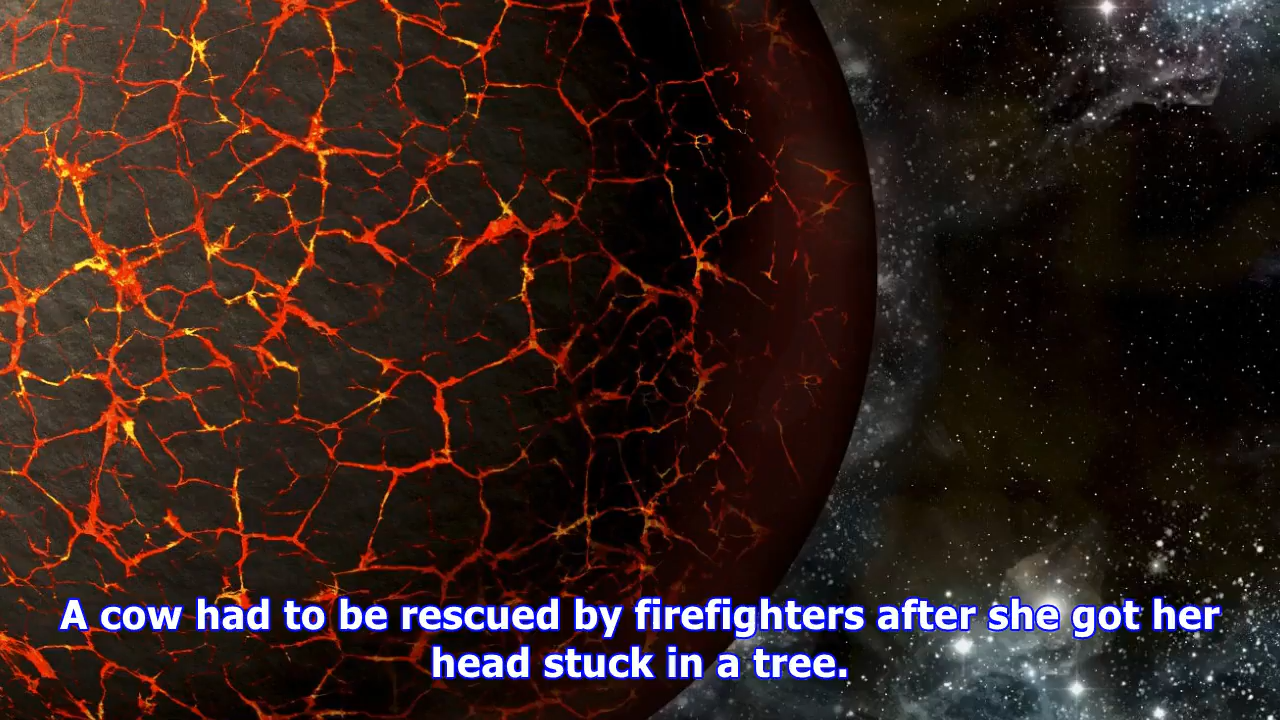 A cow had to be rescued by firefighters after she got her
head stuck in a tree.